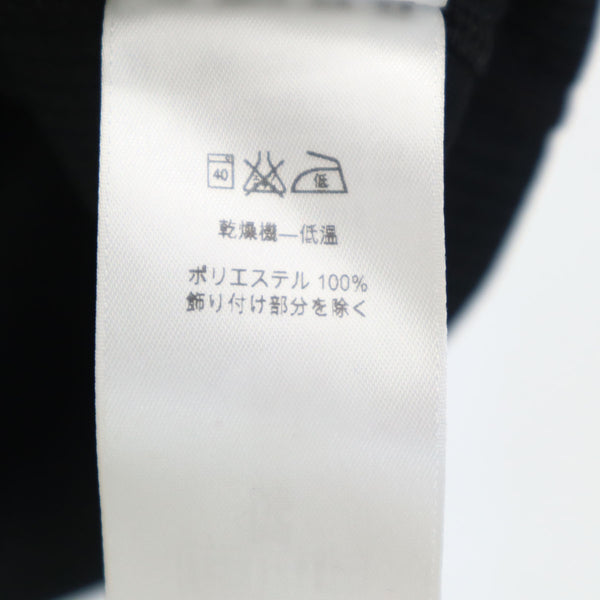 40 低
乾燥機—低温
ポリエステル 100%
飾り付け部分を除く